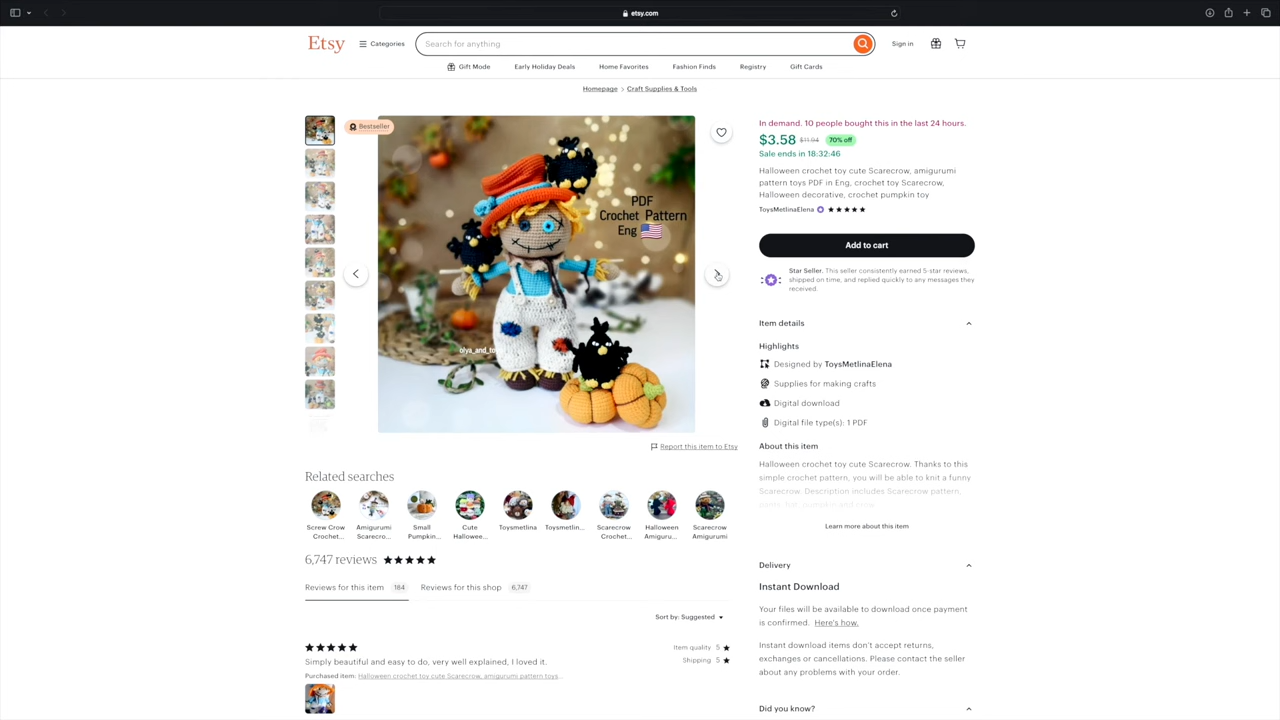 etsy.com
Etsy
Categories
Search for anything
Sign in
Gift Mode
Early Holiday Deals
Home Favorites
Fashion Finds
Registry
Gift Cards
Homepage > Craft Supplies & Tools
Bestseller
PDF
Crochet Pattern
Eng
Report this item to Etsy
Related searches
Screw Crow
Crochet...
Amigurumi
Scarecro...
Small
Pumpkin...
Cute
Hallowee...
Toysmetlina
Toysmetlin...
Scarecrow
Crochet...
Halloween
Amiguru...
Scarecrow
Amigurumi
6,747 reviews
Reviews for this item 184
Reviews for this shop 6,747
Sort by: Suggested
Item quality 5
Shipping 5
Simply beautiful and easy to do, very well explained, I loved it.
Purchased item: Halloween crochet toy cute Scarecrow, amigurumi pattern toys...
In demand. 10 people bought this in the last 24 hours.
$3.58 $11.94 70% off
Sale ends in 18:32:46
Halloween crochet toy cute Scarecrow, amigurumi
pattern toys PDF in Eng, crochet toy Scarecrow,
Halloween decorative, crochet pumpkin toy
ToysMetlinaElena
Add to cart
Star Seller. This seller consistently earned 5-star reviews,
shipped on time, and replied quickly to any messages they
received.
Item details
Highlights
Designed by ToysMetlinaElena
Supplies for making crafts
Digital download
Digital file type(s): 1 PDF
About this item
Halloween crochet toy cute Scarecrow. Thanks to this
simple crochet pattern, you will be able to knit a funny
Scarecrow. Description includes Scarecrow pattern,
Learn more about this item
Delivery
Instant Download
Your files will be available to download once payment
is confirmed. Here's how.
Instant download items don't accept returns,
exchanges or cancellations. Please contact the seller
about any problems with your order.
Did you know?